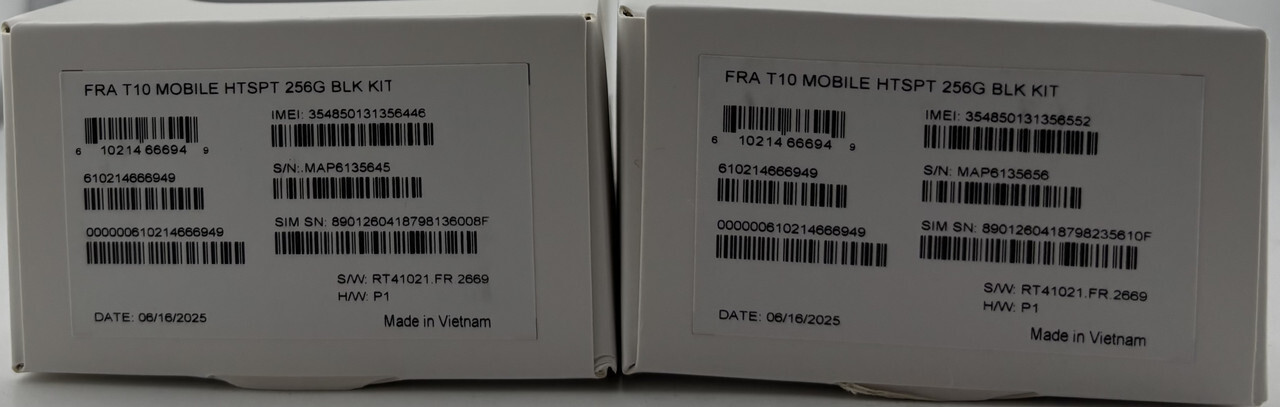 FRA T10 MOBILE HTSPT 256G BLK KIT
IMEI: 354850131356446
6 10214 66694 9
S/N:.MAP6135645
610214666949
SIM SN: 8901260418798136008F
000000610214666949
S/W: RT41021.FR 2669
H/W: P1
DATE: 06/16/2025
Made in Vietnam
FRA T10 MOBILE HTSPT 256G BLK KIT
IMEI: 354850131356552
6 10214 66694 9
S/N: MAP6135656
610214666949
SIM SN: 8901260418798235610F
000000610214666949
S/W: RT41021.FR.2669
H/W: P1
DATE: 06/16/2025
Made in Vietnam